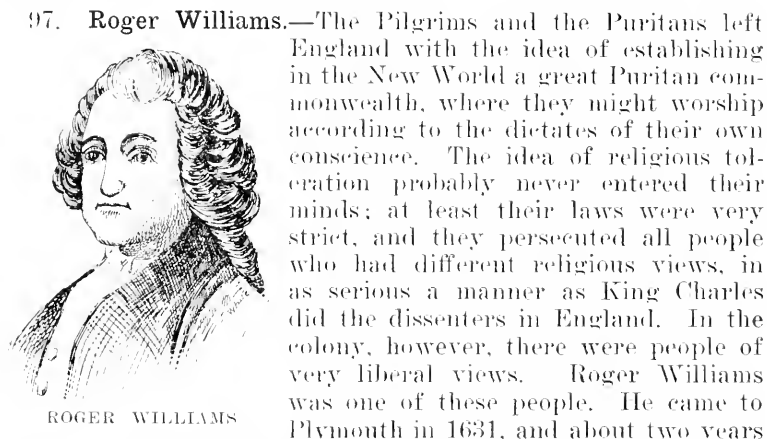 97. Roger Williams.—The Pilgrims and the Puritans left
England with the idea of establishing
in the New World a great Puritan com-
monwealth, where they might worship
according to the dictates of their own
conscience. The idea of religious tol-
eration probably never entered their
minds; at least their laws were very
strict, and they persecuted all people
who had different religious views, in
as serious a manner as King Charles
did the dissenters in England. In the
colony, however, there were people of
very liberal views. Roger Williams
was one of these people. He came to
Plymouth in 1631, and about two years
ROGER WILLIAMS